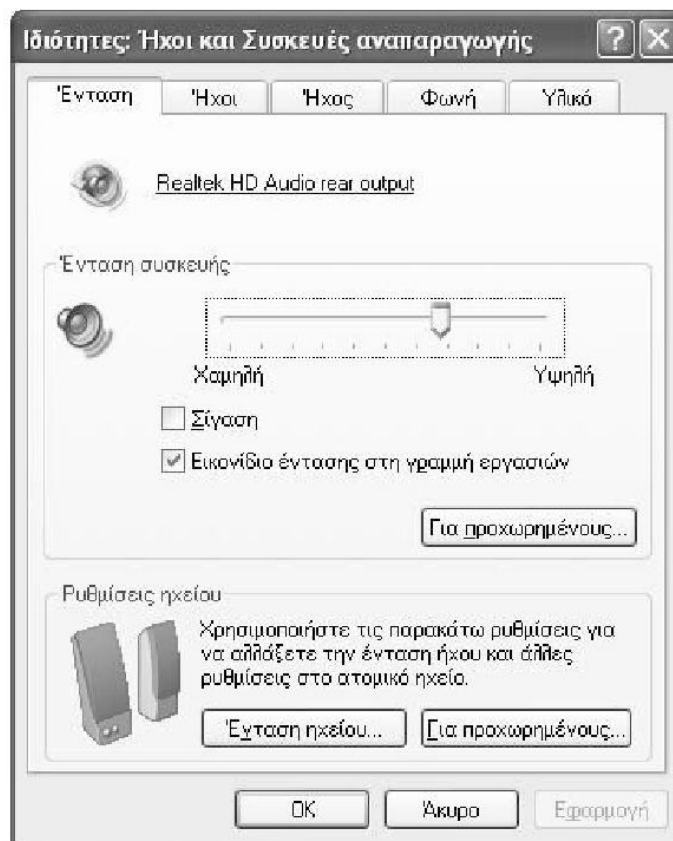 Ιδιότητες: Ήχοι και Συσκευές αναπαραγωγής
Ένταση Ήχοι Ήχος Φωνή Υλικό
Realtek HD Audio rear output
Ένταση συσκευής
Χαμηλή Υψηλή
Σίγαση
Εικονίδιο έντασης στη γραμμή εργασιών
Για προχωρημένους...
Ρυθμίσεις ηχείου
Χρησιμοποιήστε τις παρακάτω ρυθμίσεις για
να αλλάξετε την ένταση ήχου και άλλες
ρυθμίσεις στο ατομικό ηχείο.
Ένταση ηχείου... Για προχωρημένους...
OK Άκυρο Εφαρμογή